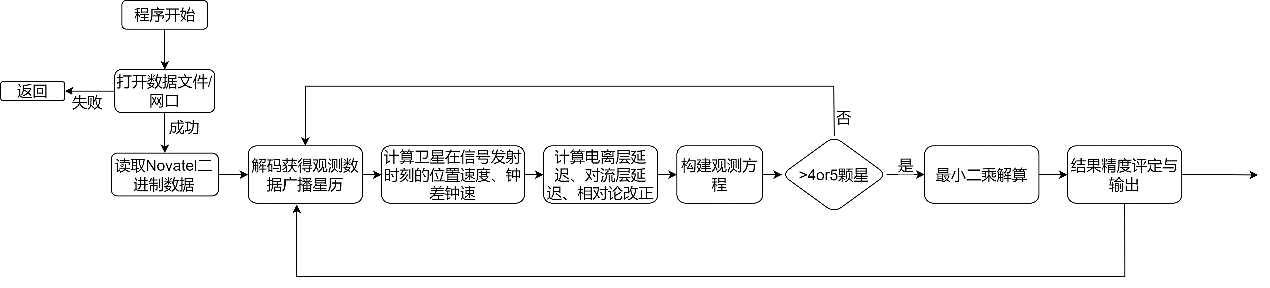 程序开始
打开数据文件/
网口
失败
返回
成功
读取Novatel二
进制数据
解码获得观测数
据广播星历
计算卫星在信号发射
时刻的位置速度、钟
差钟速
计算电离层延
迟、对流层延
迟、相对论改正
构建观测方
程
>4or5颗星
否
是
最小二乘解算
结果精度评定与
输出